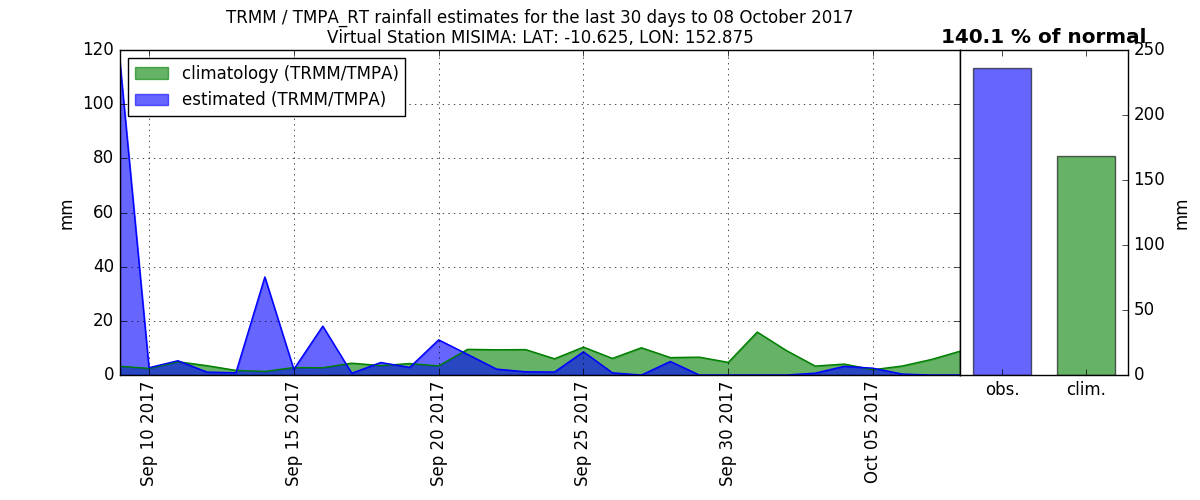 TRMM / TMPA_RT rainfall estimates for the last 30 days to 08 October 2017
Virtual Station MISIMA: LAT: -10.625, LON: 152.875
140.1 % of normal
climatology (TRMM/TMPA)
estimated (TRMM/TMPA)
120
100
80
60
40
20
0
mm
Sep 10 2017
Sep 15 2017
Sep 20 2017
Sep 25 2017
Sep 30 2017
Oct 05 2017
250
200
150
100
50
0
mm
obs.
clim.